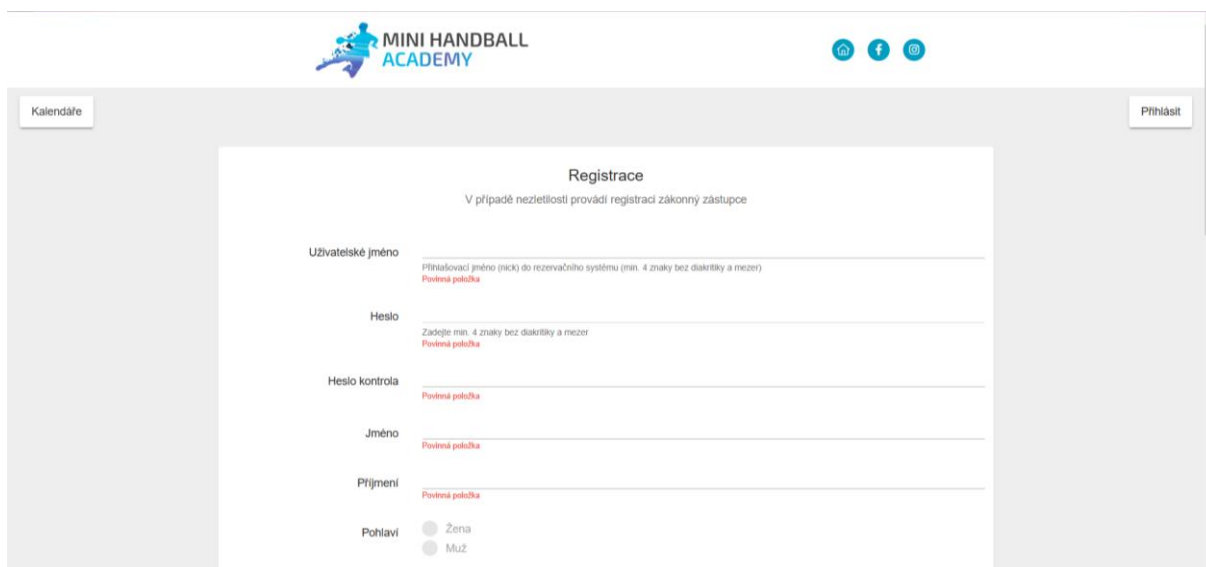 MINI HANDBALL
ACADEMY
Kalendáře
Přihlásit
Registrace
V případě nezletilosti provádí registraci zákonný zástupce
Uživatelské jméno
Přihlašovací jméno (nick) do rezervačního systému (min. 4 znaky bez diakritiky a mezer)
Povinná položka
Heslo
Zadejte min. 4 znaky bez diakritiky a mezer
Povinná položka
Heslo kontrola
Povinná položka
Jméno
Povinná položka
Příjmení
Povinná položka
Pohlaví
Žena
Muž